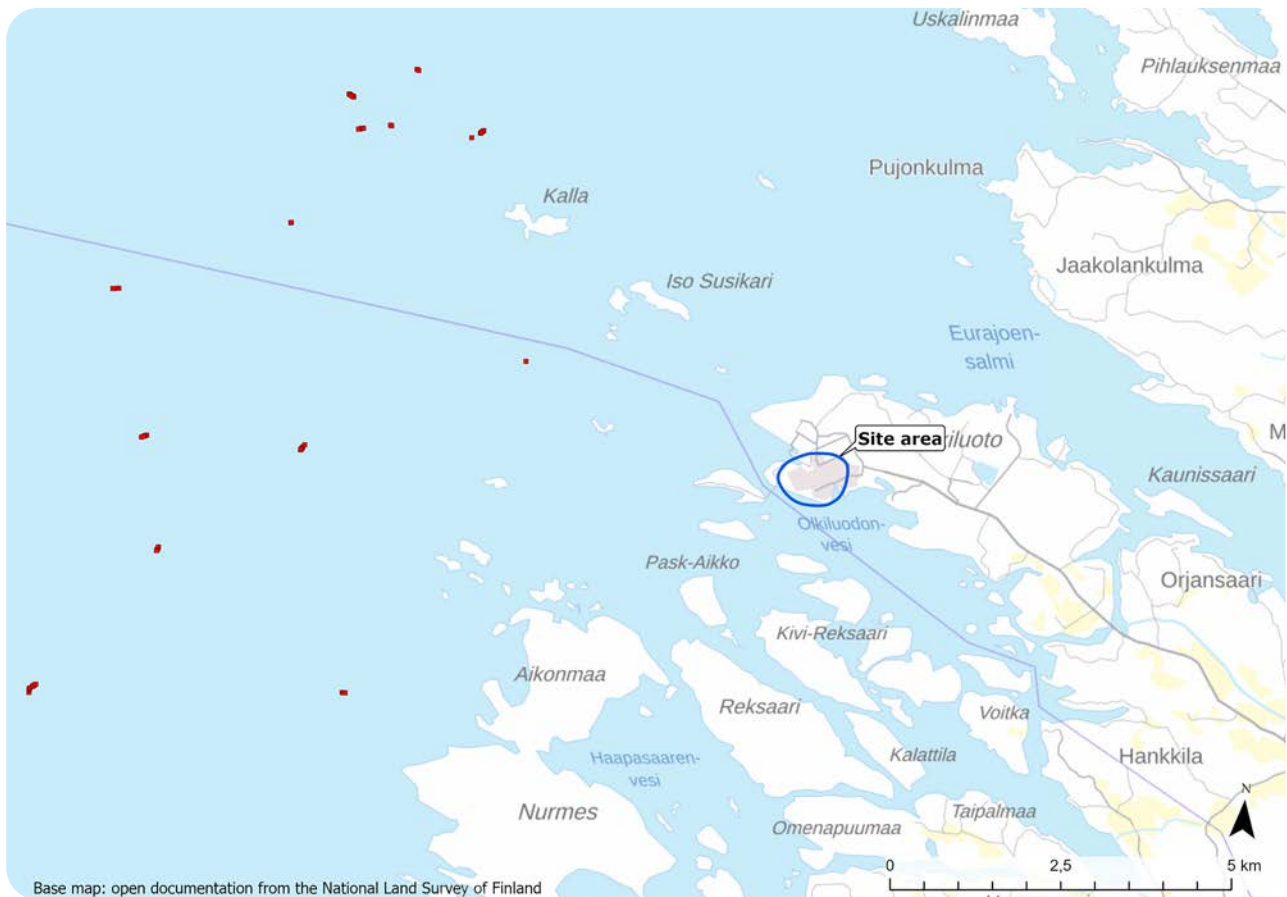 Uskalinmaa
Pihlauksenmaa
Pujonkulma
Kalla
Jaakolankulma
Iso Susikari
Eurajoen-
salmi
M
Site area
riluoto
Kaunissaari
Olkiluodon-
vesi
Pask-Aikko
Orjansaari
Kivi-Reksaari
Aikonmaa
Reksaari
Voitka
Kalattila
Hankkila
Haapasaaren-
vesi
N
Nurmes
Taipalmaa
Omenapuumaa
0 2,5 5 km
Base map: open documentation from the National Land Survey of Finland